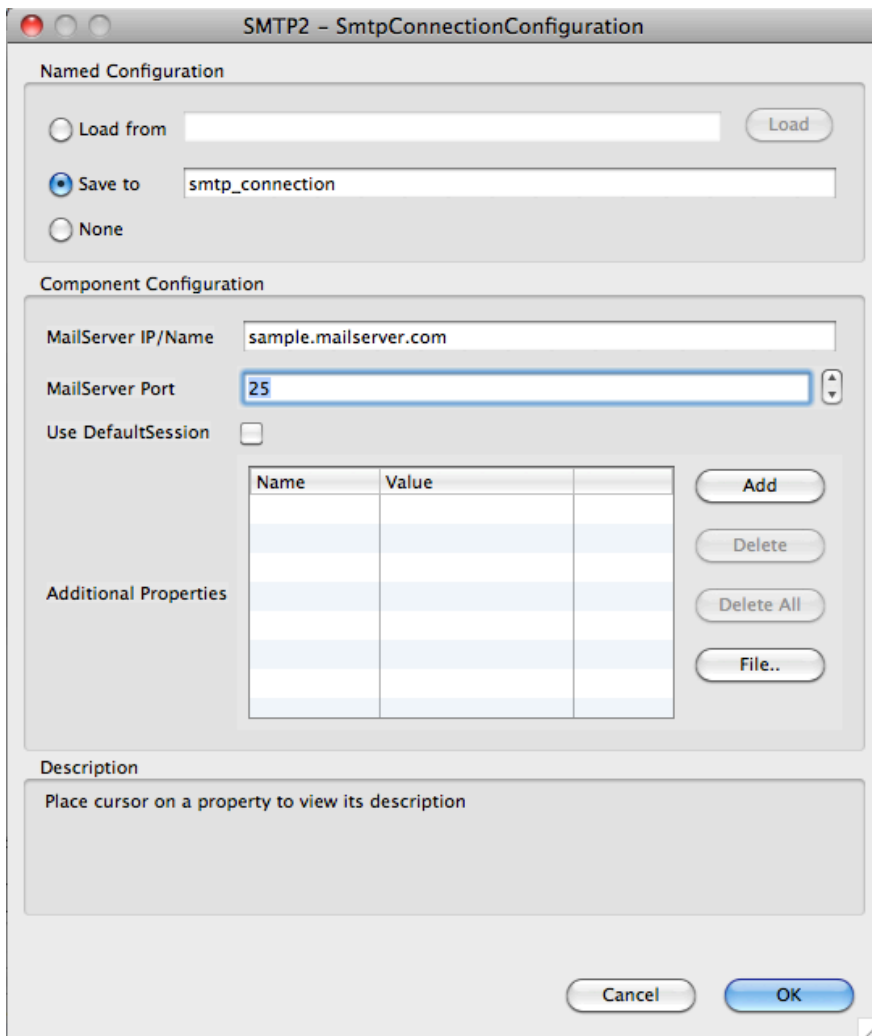 SMTP2 – SmtpConnectionConfiguration
Named Configuration
Load from Load
Save to smtp_connection
None
Component Configuration
MailServer IP/Name sample.mailserver.com
MailServer Port 25
Use DefaultSession
Name Value Add
Delete
Additional Properties Delete All
File..
Description
Place cursor on a property to view its description
Cancel OK